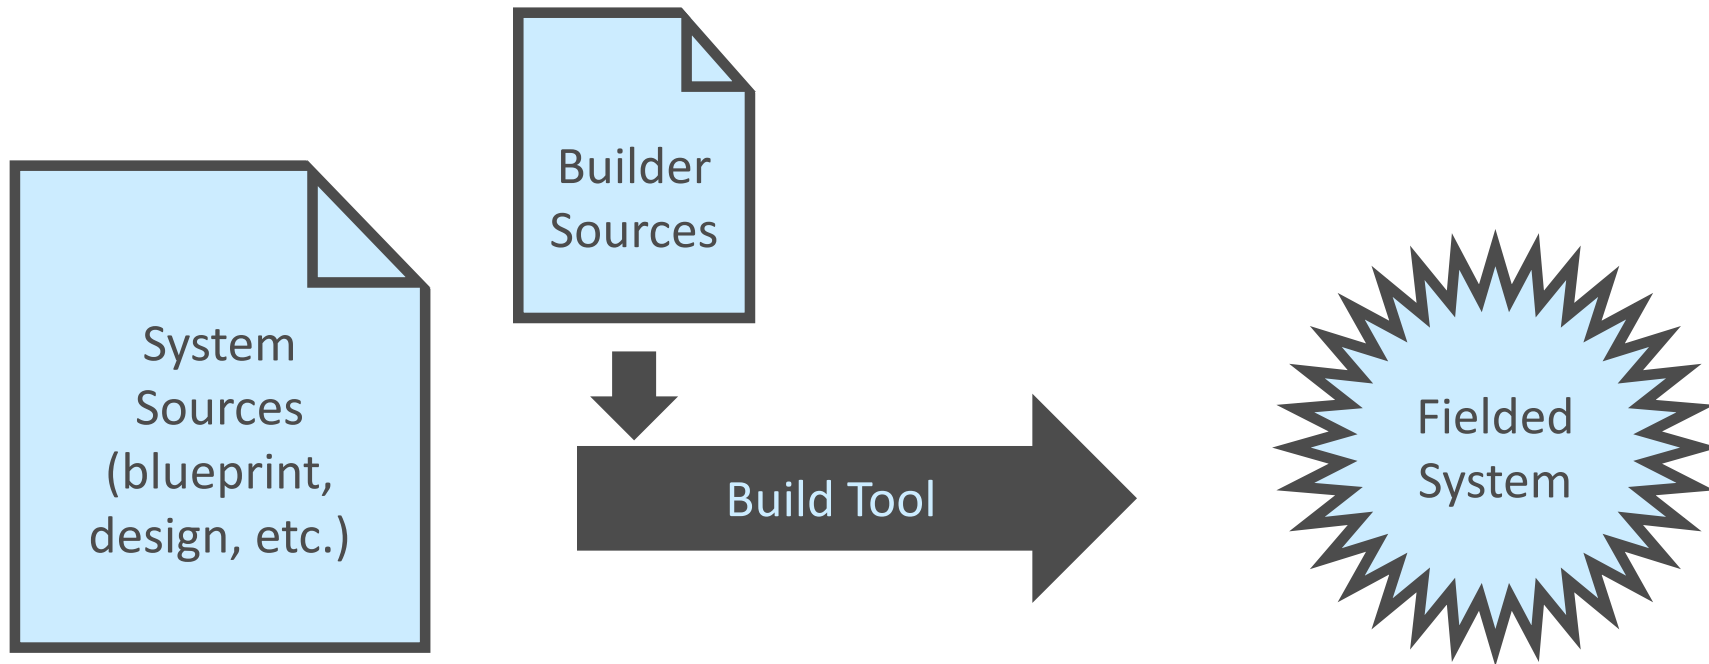 Builder
Sources
System
Sources
(blueprint,
design, etc.)
Build Tool
Fielded
System